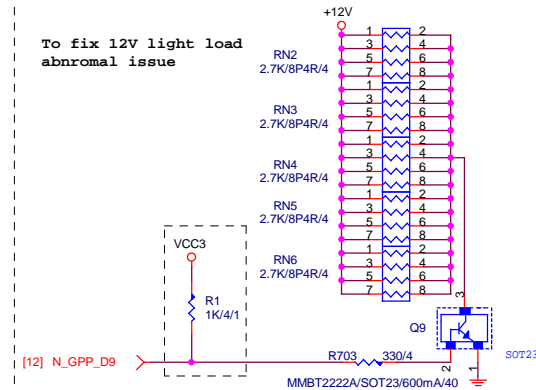 +12V
To fix 12V light load
abnromal issue
1 2
3 4
5 6
7 8
RN2
2.7K/8P4R/4
1 2
3 4
5 6
7 8
RN3
2.7K/8P4R/4
1 2
3 4
5 6
7 8
RN4
2.7K/8P4R/4
1 2
3 4
5 6
7 8
RN5
2.7K/8P4R/4
1 2
3 4
5 6
7 8
RN6
2.7K/8P4R/4
VCC3
R1
1K/4/1
3
Q9
SOT23
[12] N_GPP_D9
R703 330/4
2 1
MMBT2222A/SOT23/600mA/40